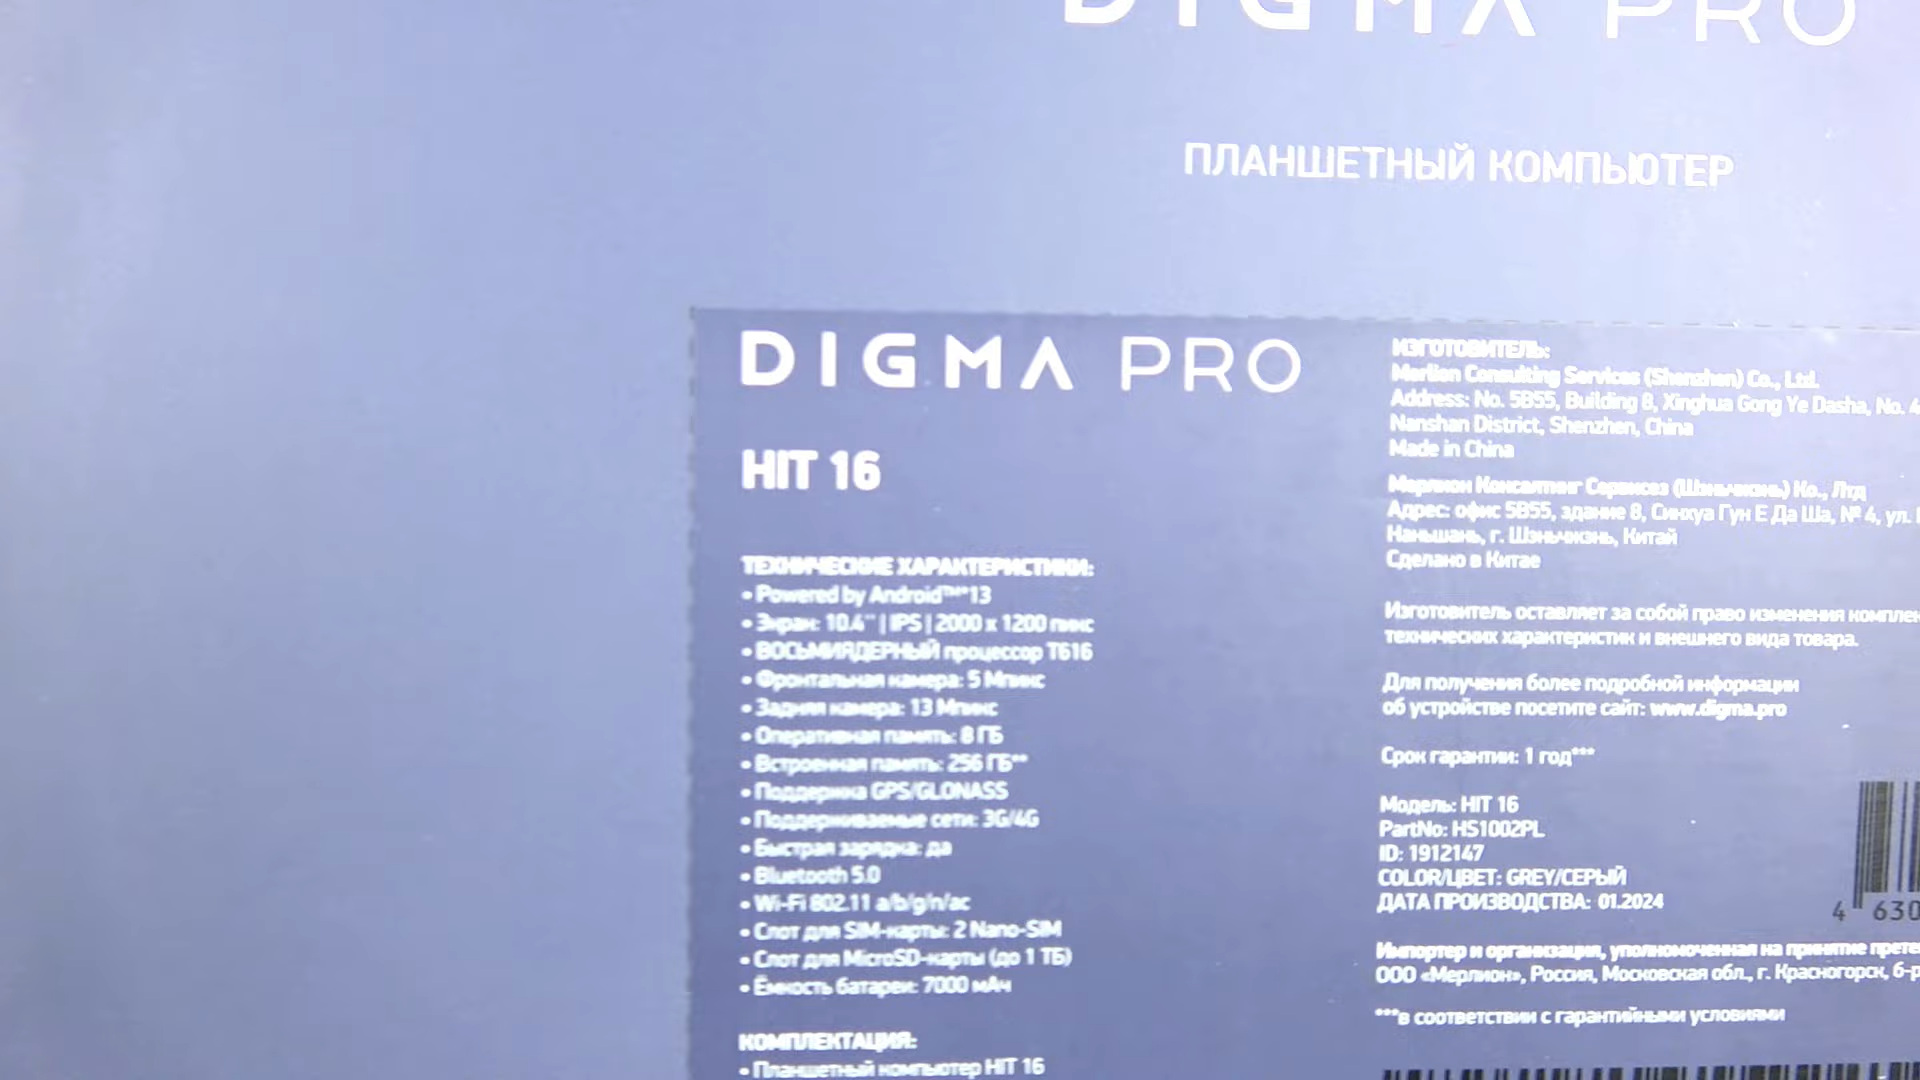 DIGMA PRO
ПЛАНШЕТНЫЙ КОМПЬЮТЕР
DIGMA PRO
HIT 16
ТЕХНИЧЕСКИЕ ХАРАКТЕРИСТИКИ:
• Powered by Android™*13
• Экран: 10.4" | IPS | 2000 x 1200 пикс
• ВОСЬМИЯДЕРНЫЙ процессор T616
• Фронтальная камера: 5 Мпикс
• Задняя камера: 13 Мпикс
• Оперативная память: 8 ГБ
• Встроенная память: 256 ГБ**
• Поддержка GPS/GLONASS
• Поддерживаемые сети: 3G/4G
• Быстрая зарядка: да
• Bluetooth 5.0
• Wi-Fi 802.11 a/b/g/n/ac
• Слот для SIM-карты: 2 Nano-SIM
• Слот для MicroSD-карты (до 1 ТБ)
• Ёмкость батареи: 7000 мАч
КОМПЛЕКТАЦИЯ:
• Планшетный компьютер HIT 16
ИЗГОТОВИТЕЛЬ:
Merlion Consulting Services (Shenzhen) Co., Ltd.
Address: No. 5B55, Building 8, Xinghua Gong Ye Dasha, No. 4
Nanshan District, Shenzhen, China
Made in China
Мерлион Консалтинг Сервисез (Шэньчжэнь) Ко., Лтд
Адрес: офис 5B55, здание 8, Синхуа Гун Е Да Ша, № 4, ул.
Наньшань, г. Шэньчжэнь, Китай
Сделано в Китае
Изготовитель оставляет за собой право изменения комплек
технических характеристик и внешнего вида товара.
Для получения более подробной информации
об устройстве посетите сайт: www.digma.pro
Срок гарантии: 1 год***
Модель: HIT 16
PartNo: HS1002PL
ID: 1912147
COLOR/ЦВЕТ: GREY/СЕРЫЙ
ДАТА ПРОИЗВОДСТВА: 01.2024
4 630
Импортер и организация, уполномоченная на принятие прете
ООО «Мерлион», Россия, Московская обл., г. Красногорск, б-р
***в соответствии с гарантийными условиями